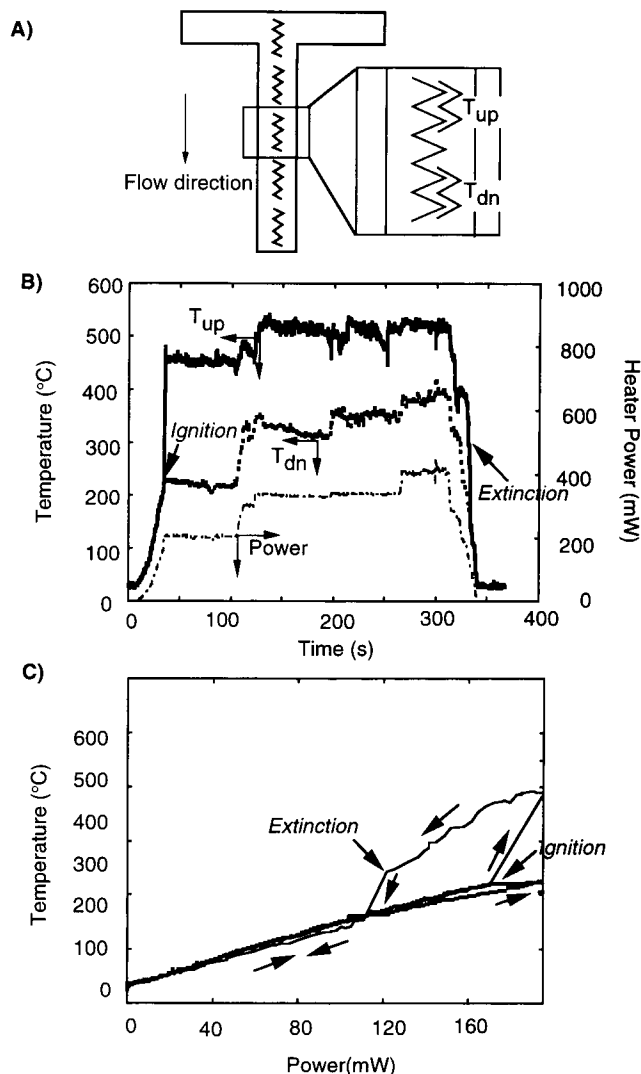 A)
Flow direction
T_up
T_dn
B)
600
500
400
300
200
100
0
Temperature (°C)
1000
800
600
400
200
0
Heater Power (mW)
T_up
Ignition
T_dn
Power
Extinction
0
100
200
300
400
Time (s)
C)
600
500
400
300
200
100
0
Temperature (°C)
Extinction
Ignition
0
40
80
120
160
Power(mW)